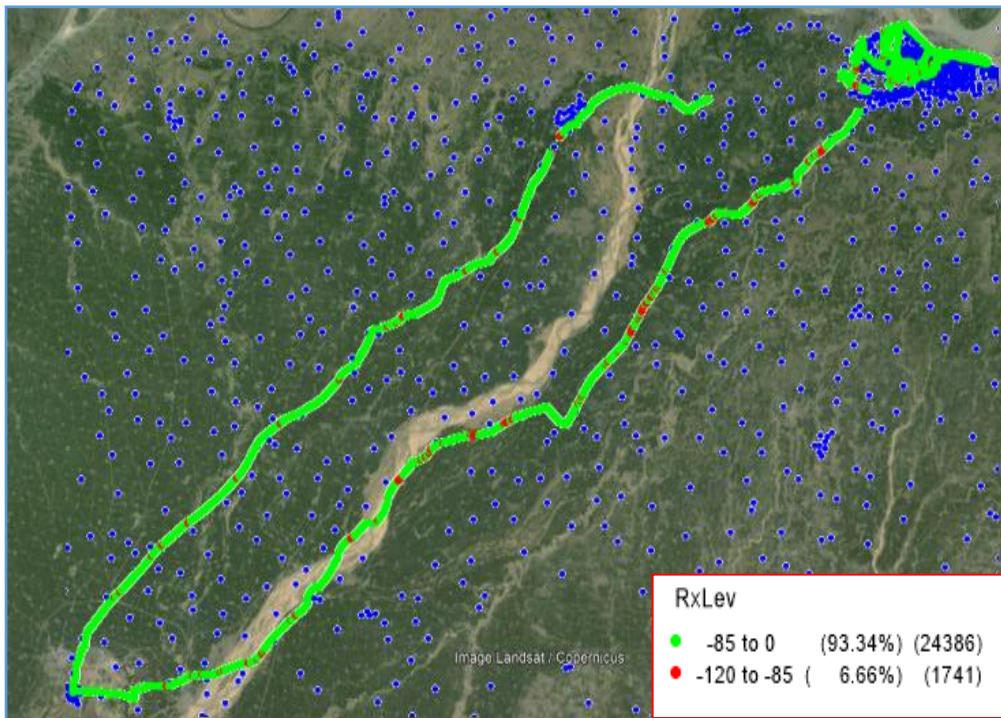 Image Landsat / Copernicus
RxLev
-85 to 0 (93.34%) (24386)
-120 to -85 ( 6.66%) (1741)